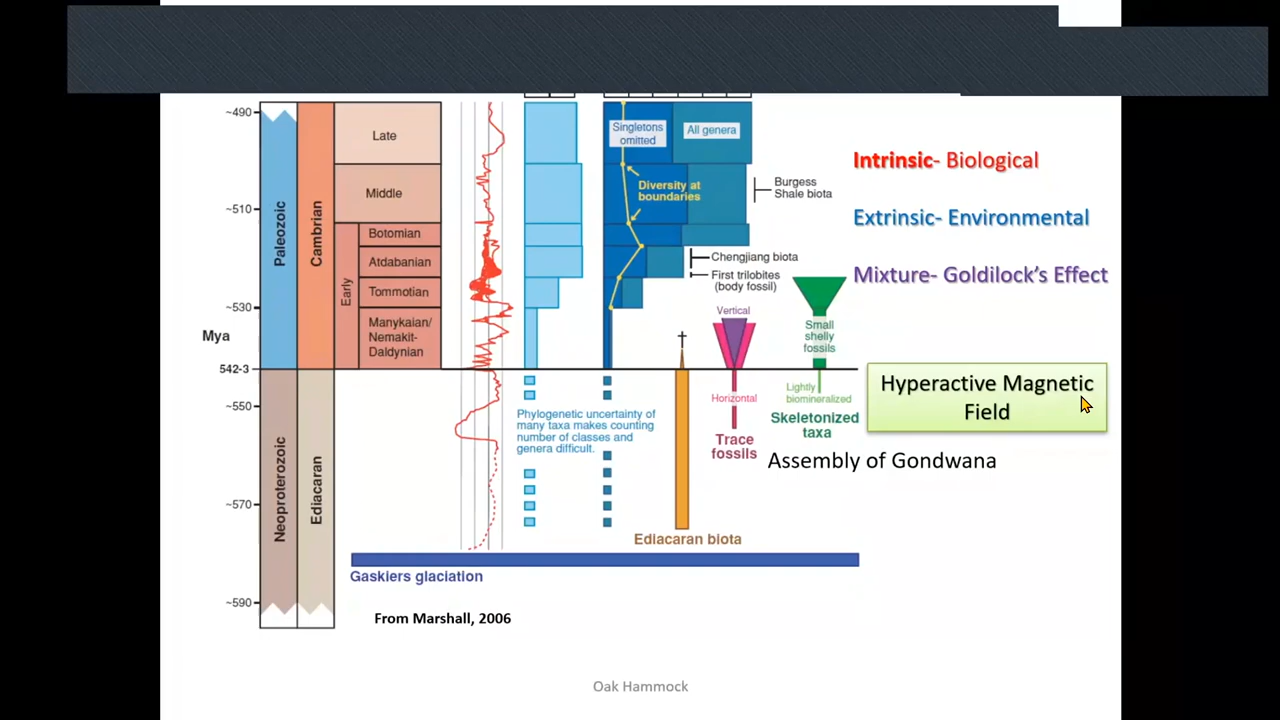 ~490
~510
~530
Mya
542-3
~550
~570
~590
Paleozoic
Neoproterozoic
Cambrian
Ediacaran
Late
Middle
Early
Botomian
Atdabanian
Tommotian
Manykaian/
Nemakit-
Daldynian
Singletons
omitted
All genera
Diversity at
boundaries
Burgess
Shale biota
Chengjiang biota
First trilobites
(body fossil)
Vertical
Small
shelly
fossils
Horizontal
Lightly
biomineralized
Trace
fossils
Skeletonized
taxa
Phylogenetic uncertainty of
many taxa makes counting
number of classes and
genera difficult.
Ediacaran biota
Gaskiers glaciation
From Marshall, 2006
Intrinsic- Biological
Extrinsic- Environmental
Mixture- Goldilock's Effect
Hyperactive Magnetic
Field
Assembly of Gondwana
Oak Hammock